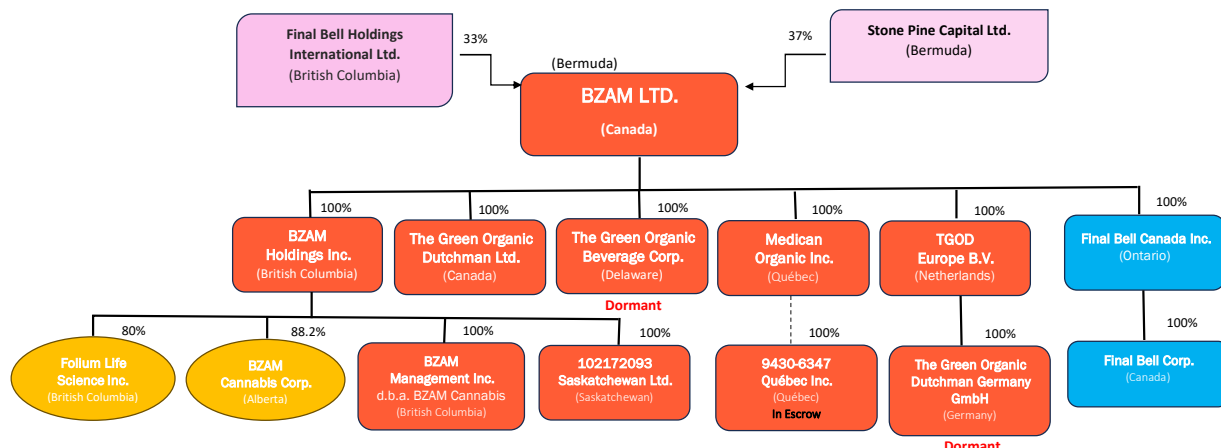 Final Bell Holdings
International Ltd.
(British Columbia)
33%
37%
Stone Pine Capital Ltd.
(Bermuda)
(Bermuda)
BZAM LTD.
(Canada)
100%
100%
100%
100%
100%
100%
BZAM
Holdings Inc.
(British Columbia)
The Green Organic
Dutchman Ltd.
(Canada)
The Green Organic
Beverage Corp.
(Delaware)
Dormant
Medican
Organic Inc.
(Québec)
TGOD
Europe B.V.
(Netherlands)
Final Bell Canada Inc.
(Ontario)
80%
88.2%
100%
100%
100%
100%
100%
Folium Life
Science Inc.
(British Columbia)
BZAM
Cannabis Corp.
(Alberta)
BZAM
Management Inc.
d.b.a. BZAM Cannabis
(British Columbia)
102172093
Saskatchewan Ltd.
(Saskatchewan)
9430-6347
Québec Inc.
(Québec)
In Escrow
The Green Organic
Dutchman Germany
GmbH
(Germany)
Dormant
Final Bell Corp.
(Canada)